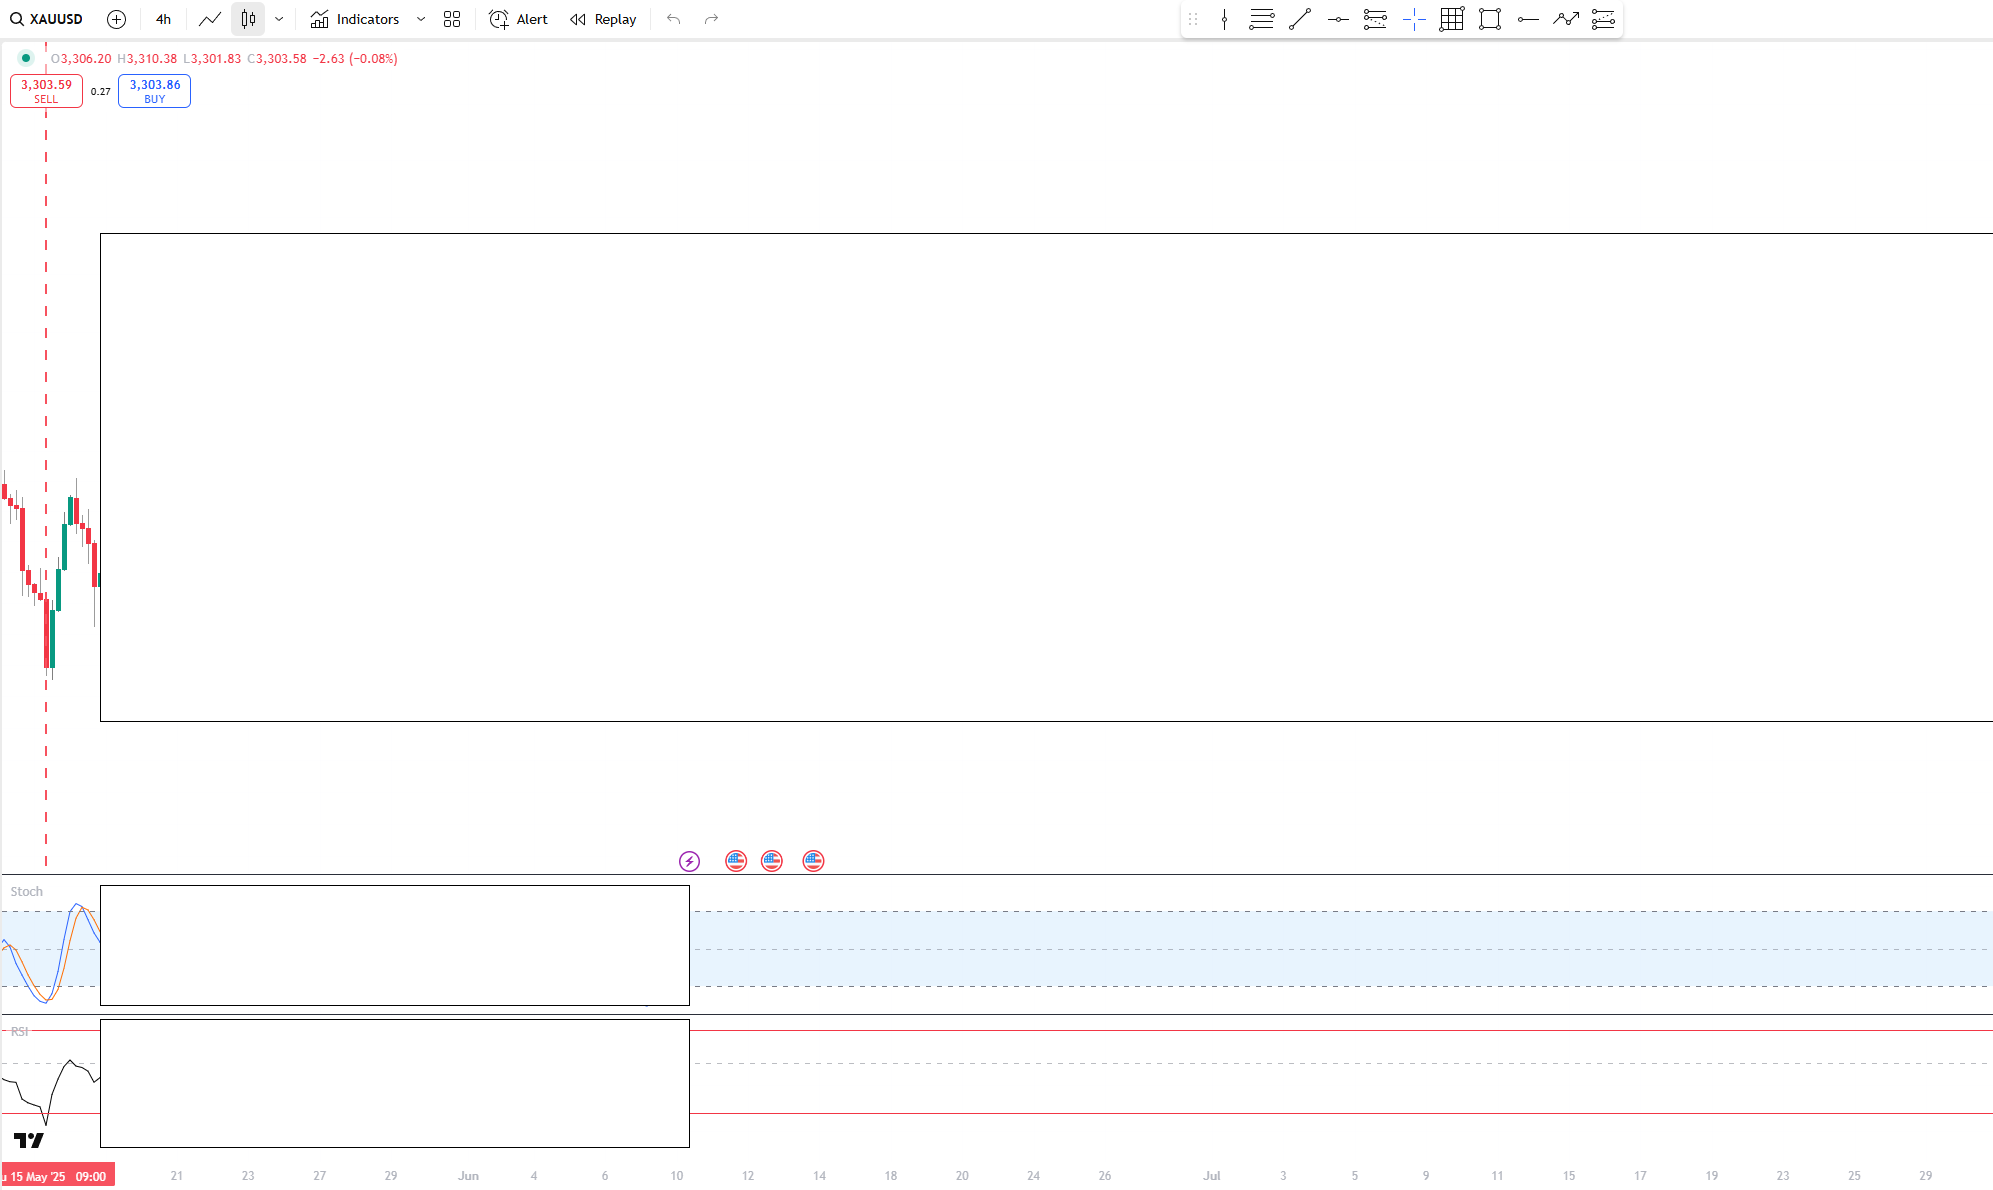 XAUUSD 4h Indicators Alert Replay
O3,306.20 H3,310.38 L3,301.83 C3,303.58 −2.63 (−0.08%)
3,303.59 0.27 3,303.86
SELL BUY
Stoch
RSI
u 15 May '25 09:00 21 23 27 29 Jun 4 6 10 12 14 18 20 24 26 Jul 3 5 9 11 15 17 19 23 25 29